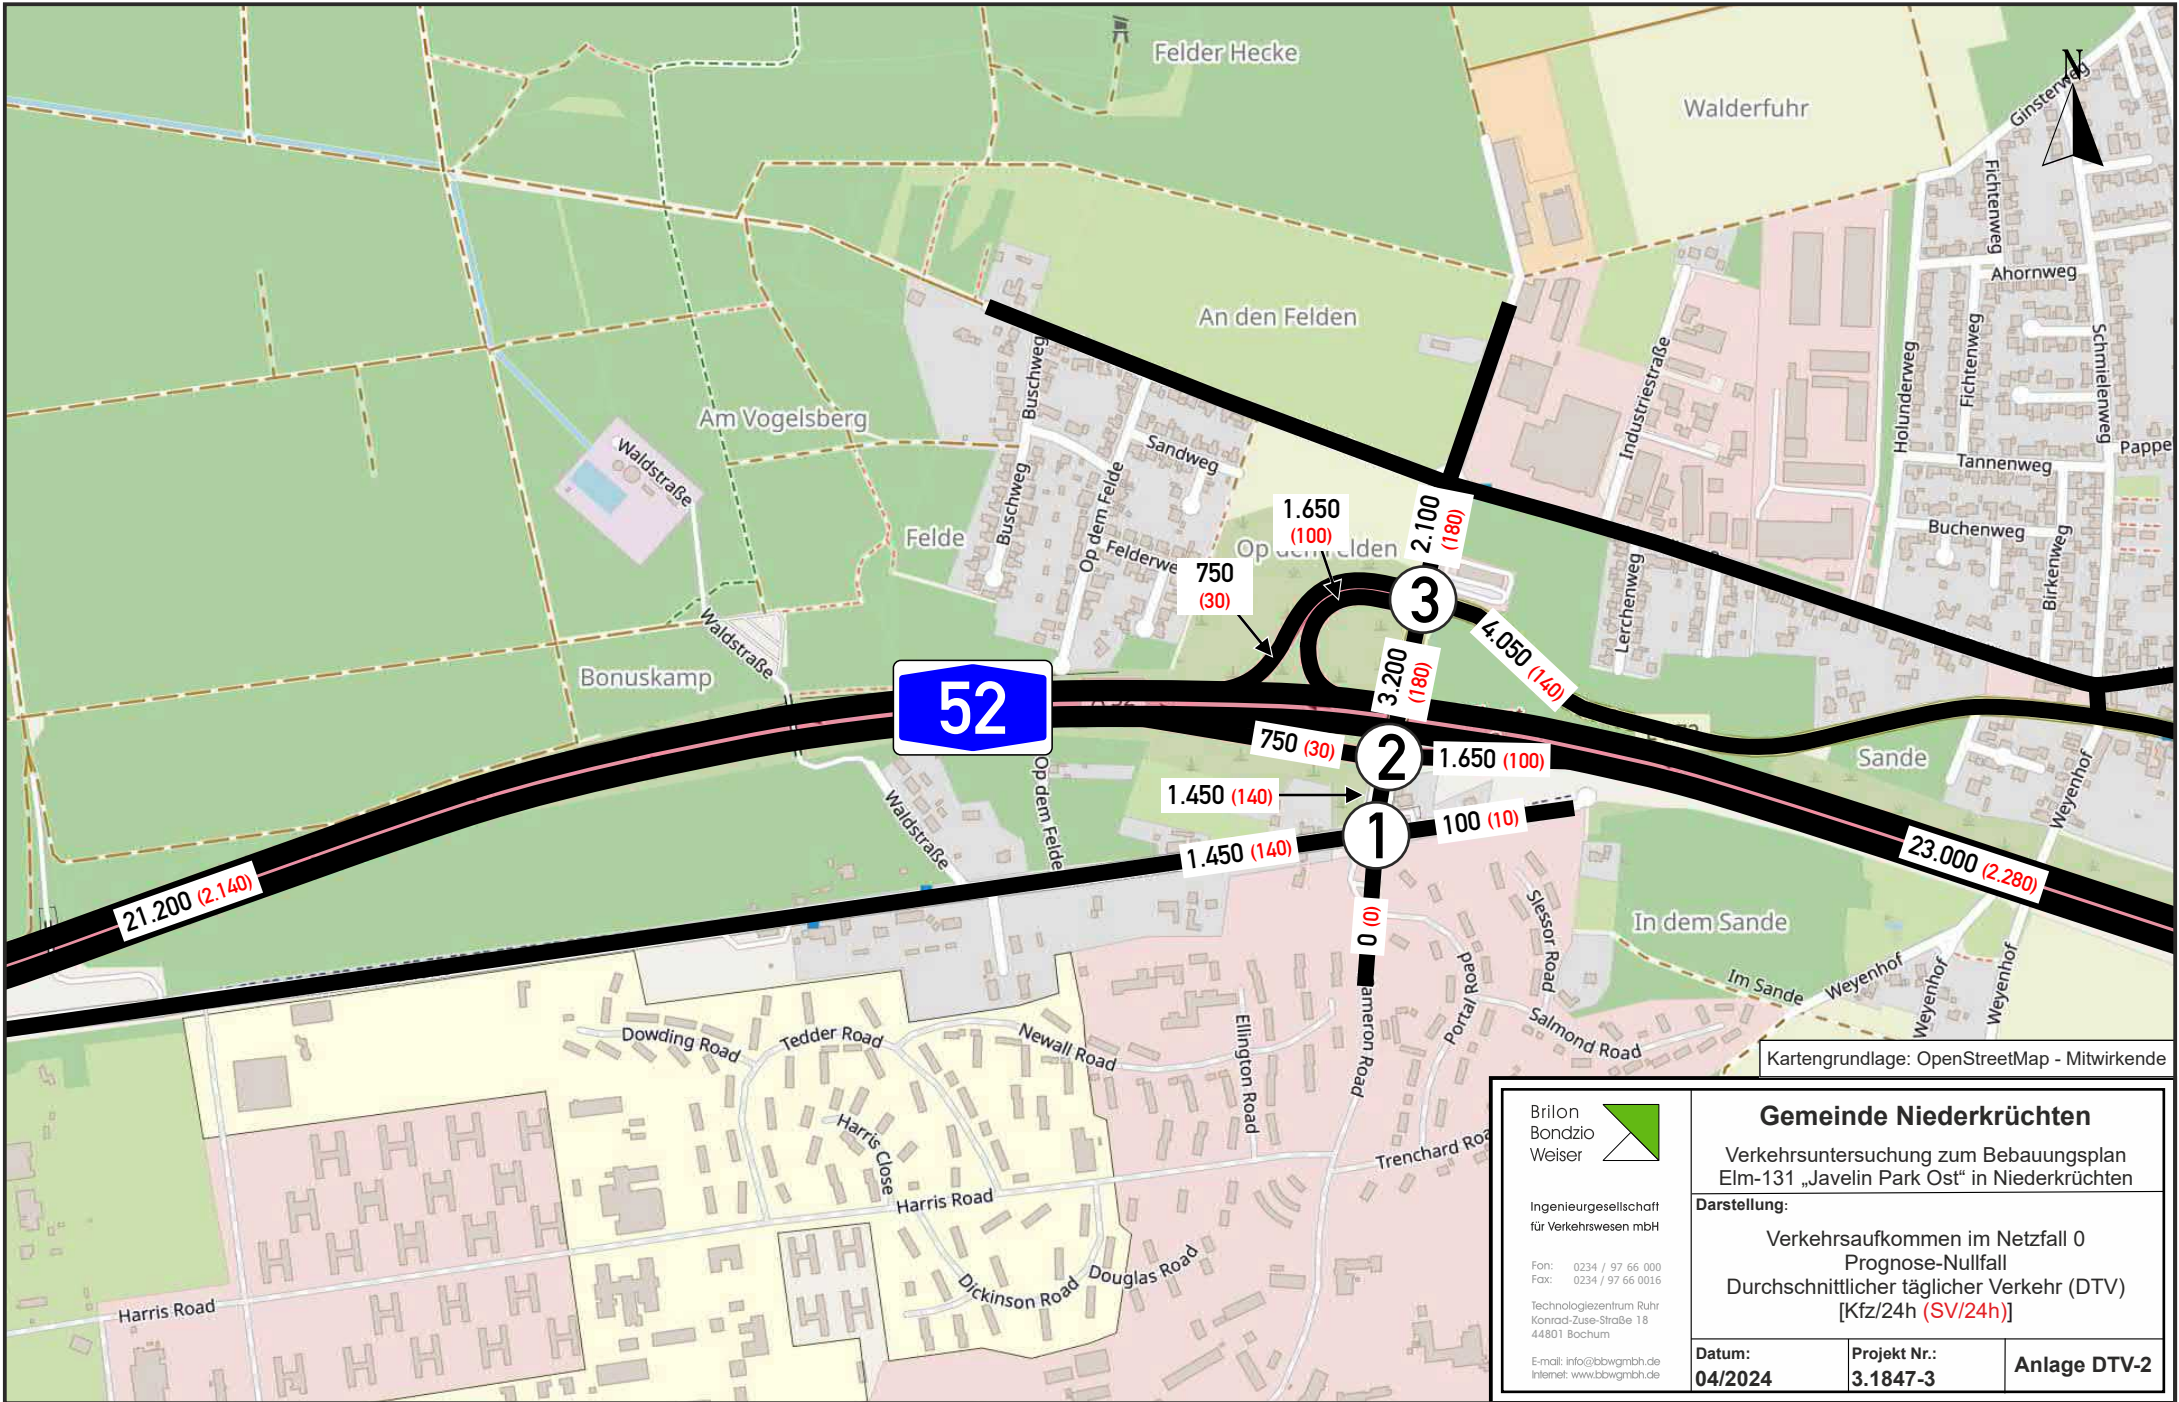 Felder Hecke
N
Walderfuhr
Ginsterweg
Fichtenweg
Ahornweg
An den Felden
Buschweg
Industriestraße
Holunderweg
Fichtenweg
Schmielenweg
Am Vogelsberg
Waldstraße
Sandweg
Tannenweg
Pappe
Buschweg
Op dem Felde
1.650
(100)
2.100
(180)
Felde
Felderwe
Op dem Felden
Buchenweg
Birkenweg
Lerchenweg
750
(30)
3
Waldstraße
4.050 (140)
3.200
(180)
Bonuskamp
52
750 (30)
2
1.650 (100)
Sande
Weyenhof
Op dem Felde
Waldstraße
1.450 (140)
1
100 (10)
1.450 (140)
23.000 (2.280)
21.200 (2.140)
0 (0)
Slessor Road
In dem Sande
Portal Road
Im Sande
Weyenhof
Weyenhof
Weyenhof
Salmond Road
Dowding Road
Tedder Road
Newall Road
Ellington Road
ameron Road
Harris Close
Trenchard Roa
Harris Road
Douglas Road
Dickinson Road
Harris Road
Kartengrundlage: OpenStreetMap - Mitwirkende
Brilon
Bondzio
Weiser
Ingenieurgesellschaft
für Verkehrswesen mbH
Fon: 0234 / 97 66 000
Fax: 0234 / 97 66 0016
Technologiezentrum Ruhr
Konrad-Zuse-Straße 18
44801 Bochum
E-mail: info@bbwgmbh.de
Internet: www.bbwgmbh.de
Gemeinde Niederkrüchten
Verkehrsuntersuchung zum Bebauungsplan
Elm-131 „Javelin Park Ost“ in Niederkrüchten
Darstellung:
Verkehrsaufkommen im Netzfall 0
Prognose-Nullfall
Durchschnittlicher täglicher Verkehr (DTV)
[Kfz/24h (SV/24h)]
Datum:
04/2024
Projekt Nr.:
3.1847-3
Anlage DTV-2